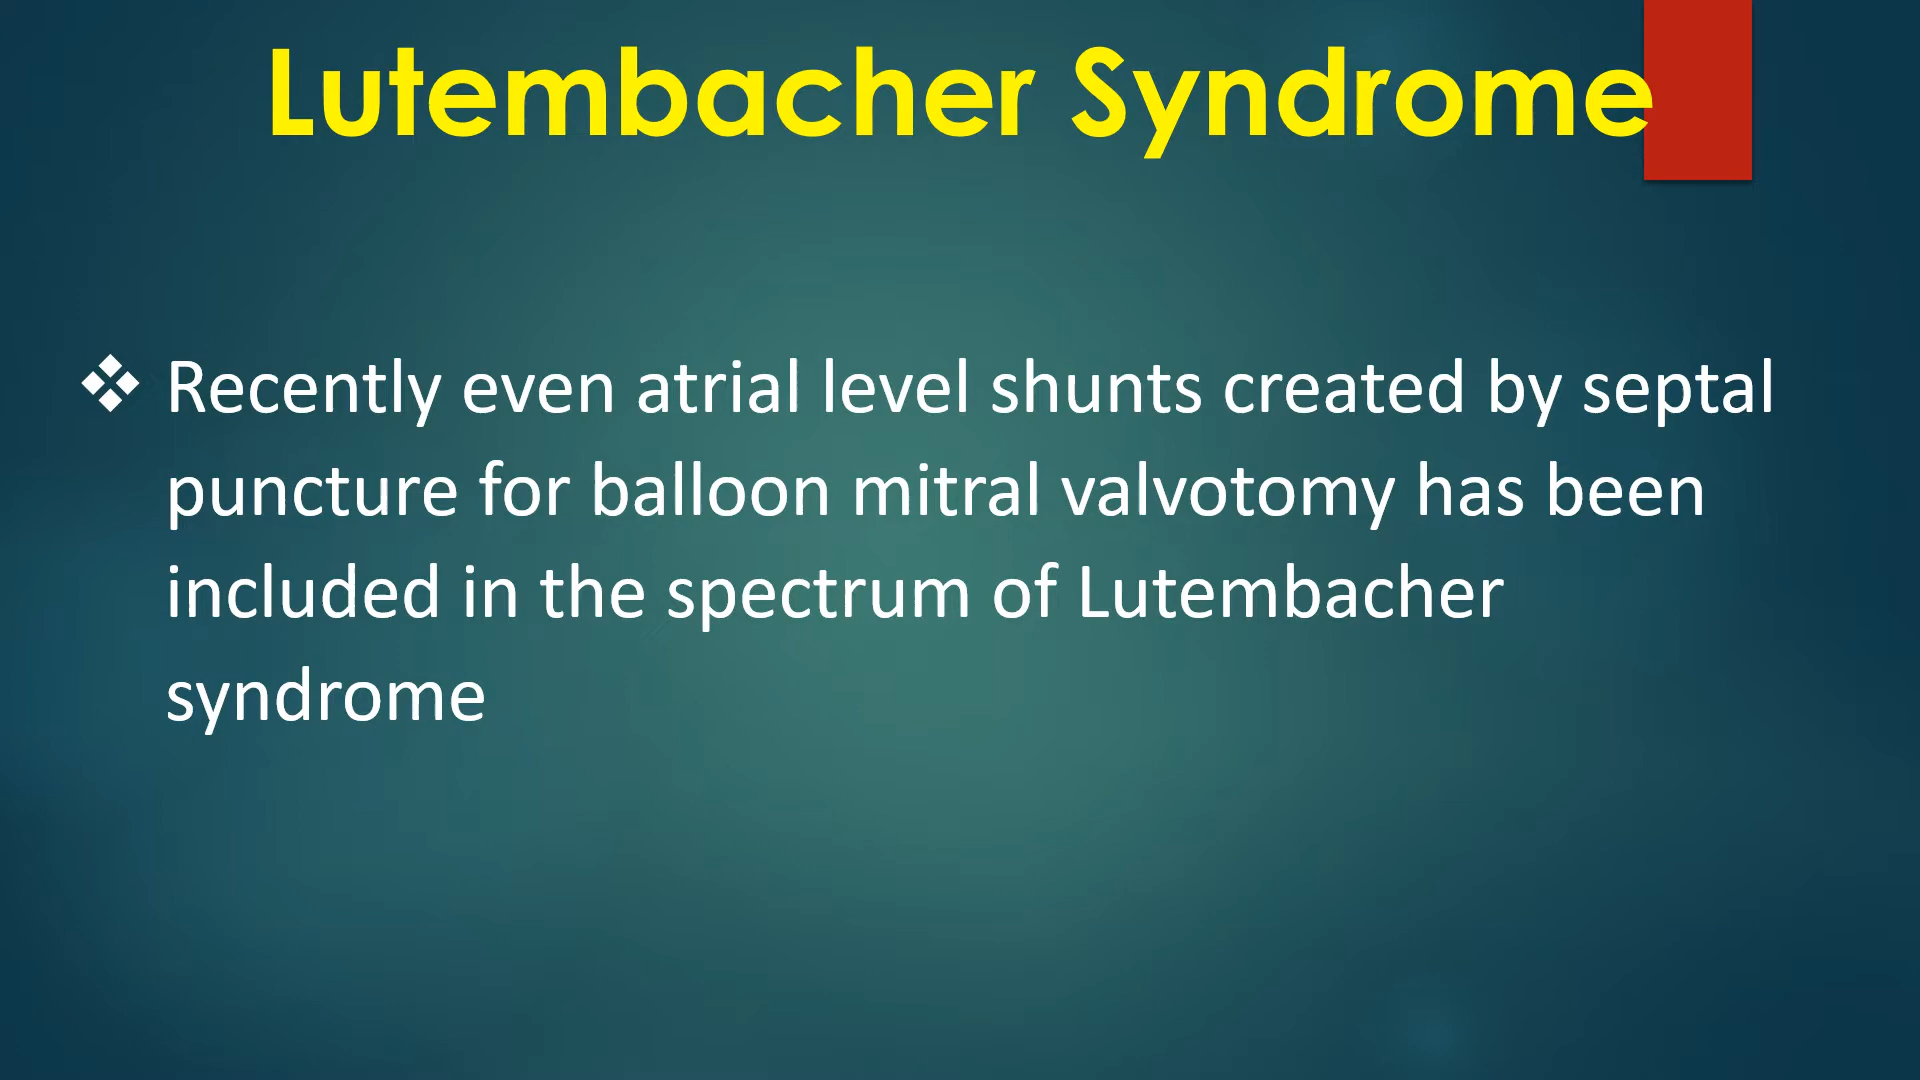 Lutembacher Syndrome
❖ Recently even atrial level shunts created by septal
puncture for balloon mitral valvotomy has been
included in the spectrum of Lutembacher
syndrome